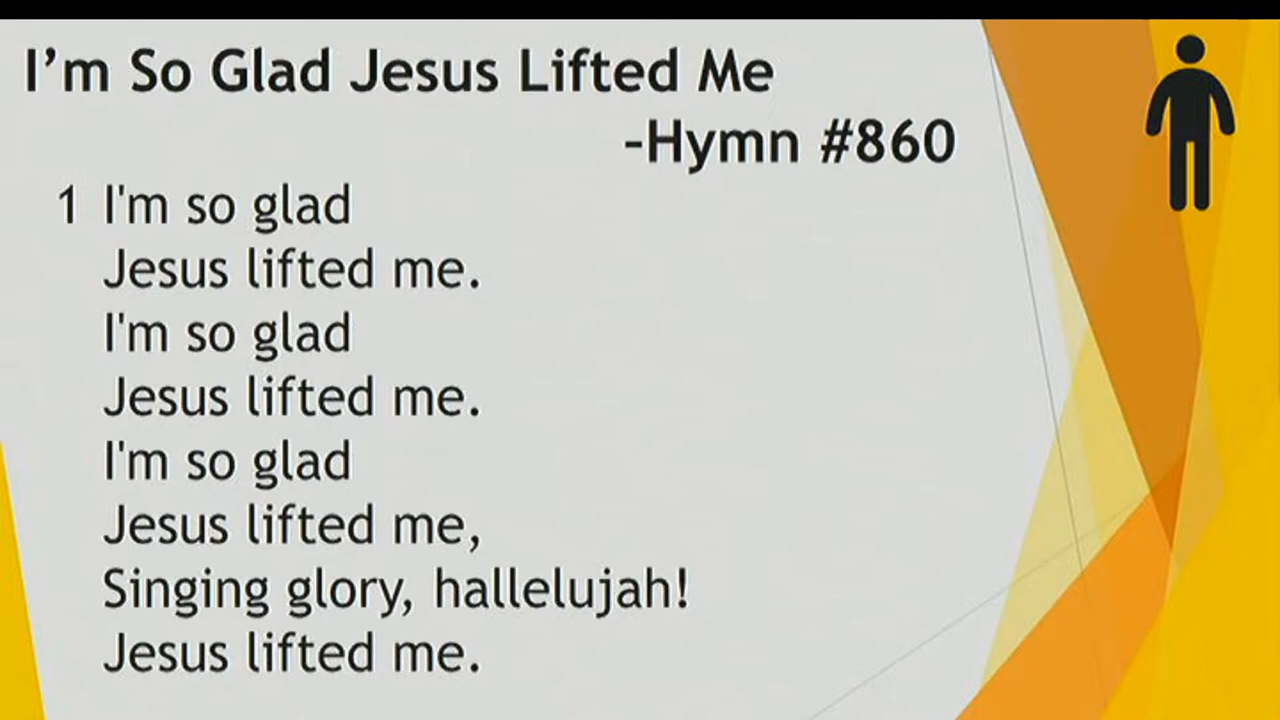 I’m So Glad Jesus Lifted Me
-Hymn #860
1 I'm so glad
Jesus lifted me.
I'm so glad
Jesus lifted me.
I'm so glad
Jesus lifted me,
Singing glory, hallelujah!
Jesus lifted me.